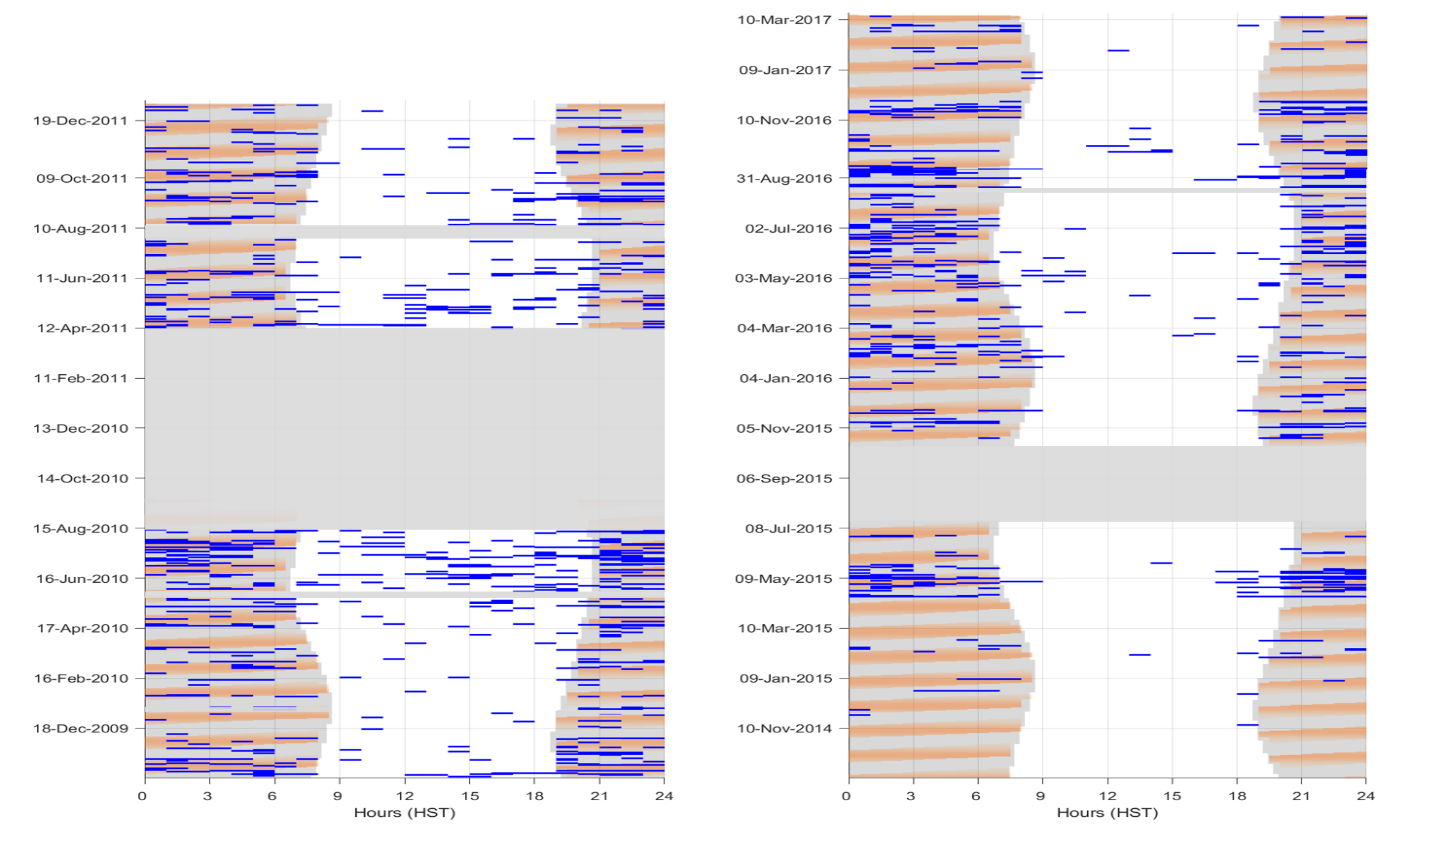 19-Dec-2011
09-Oct-2011
10-Aug-2011
11-Jun-2011
12-Apr-2011
11-Feb-2011
13-Dec-2010
14-Oct-2010
15-Aug-2010
16-Jun-2010
17-Apr-2010
16-Feb-2010
18-Dec-2009
0 3 6 9 12 15 18 21 24
Hours (HST)
10-Mar-2017
09-Jan-2017
10-Nov-2016
31-Aug-2016
02-Jul-2016
03-May-2016
04-Mar-2016
04-Jan-2016
05-Nov-2015
06-Sep-2015
08-Jul-2015
09-May-2015
10-Mar-2015
09-Jan-2015
10-Nov-2014
0 3 6 9 12 15 18 21 24
Hours (HST)